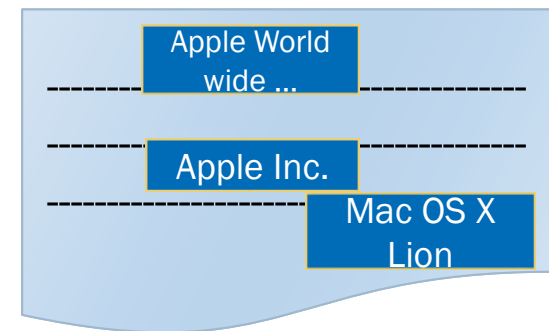 Apple World
wide ...
Apple Inc.
Mac OS X
Lion